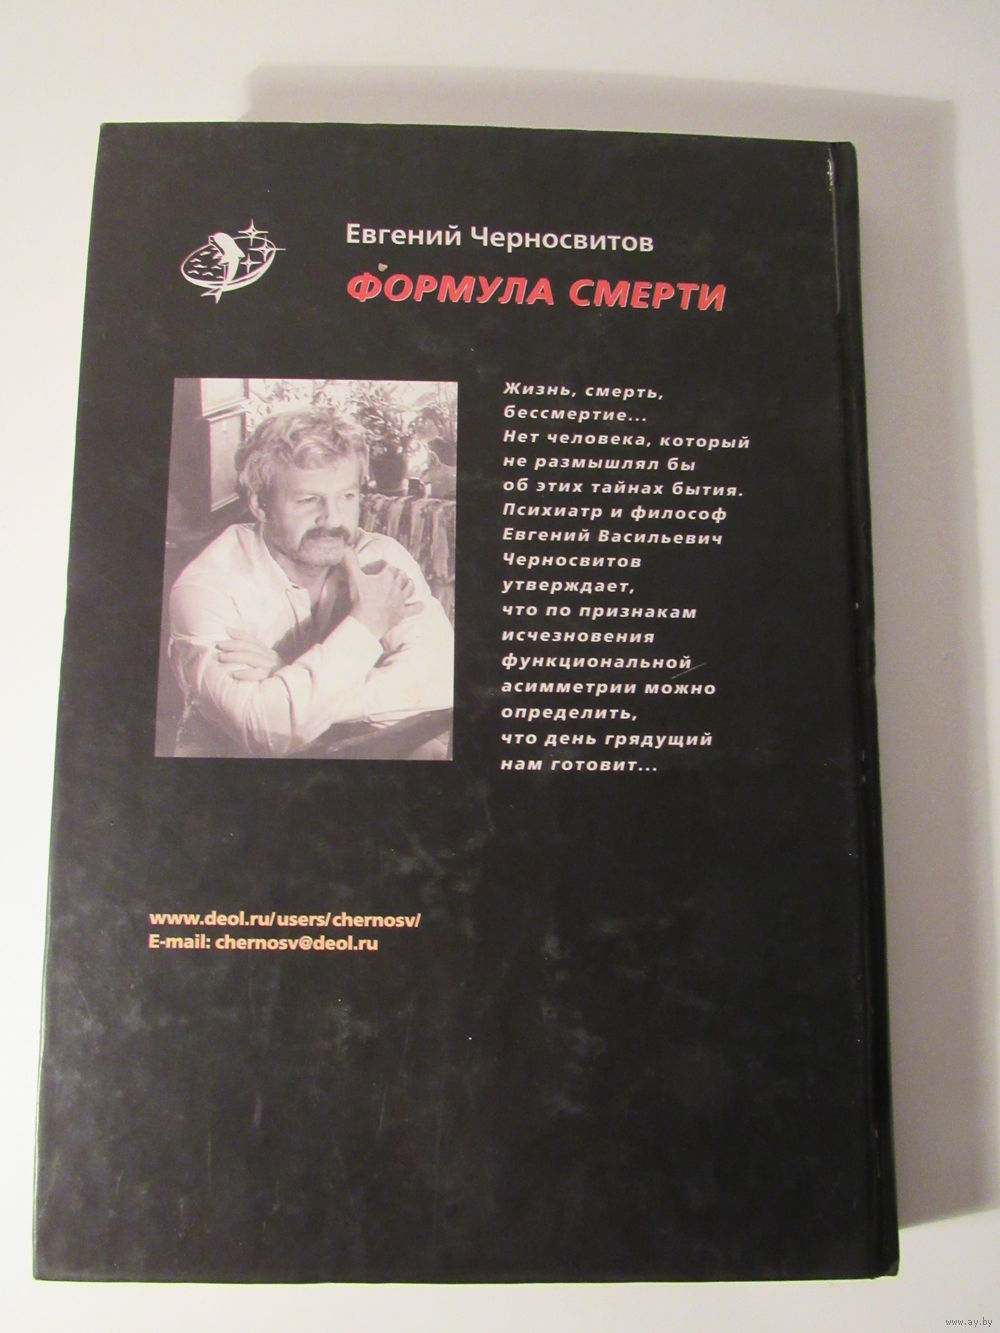 Евгений Черносвитов
ФОРМУЛА СМЕРТИ
Жизнь, смерть,
бессмертие...
Нет человека, который
не размышлял бы
об этих тайнах бытия.
Психиатр и философ
Евгений Васильевич
Черносвитов
утверждает,
что по признакам
исчезновения
функциональной
асимметрии можно
определить,
что день грядущий
нам готовит...
www.deol.ru/users/chernosv/
E-mail: chernosv@deol.ru
www.ay.by